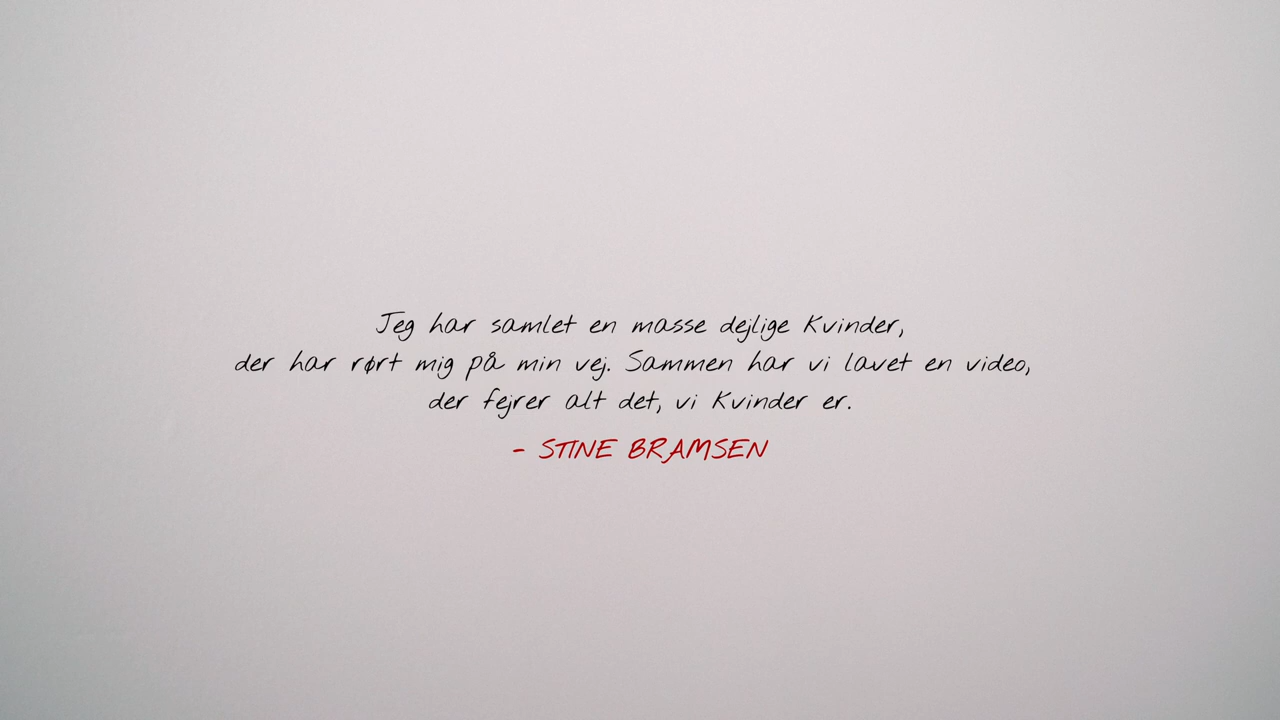 Jeg har samlet en masse dejlige kvinder,
der har rørt mig på min vej. Sammen har vi lavet en video,
der fejrer alt det, vi kvinder er.
- STINE BRAMSEN